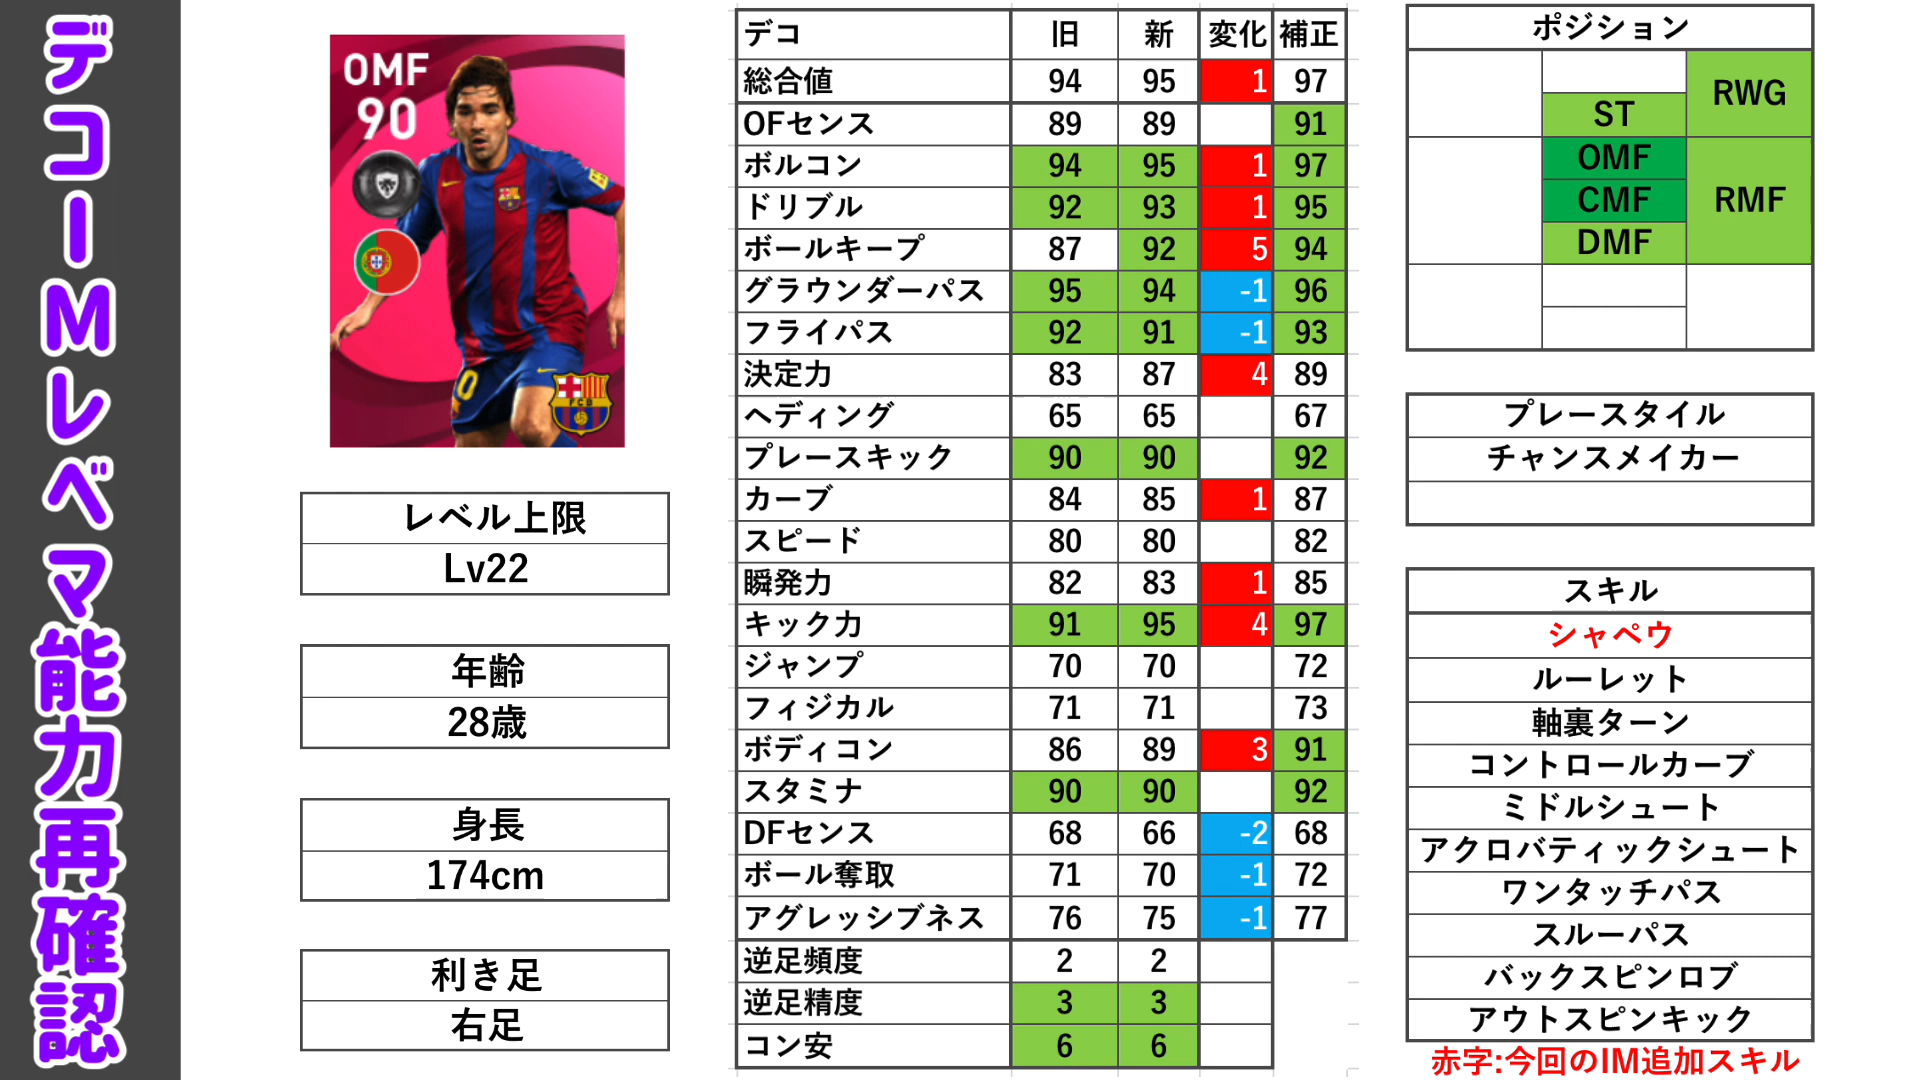 デコーMレベマ能力再確認
OMF
90
FCB
レベル上限
Lv22
年齢
28歳
身長
174cm
利き足
右足
デコ 旧 新 変化 補正
総合値 94 95 1 97
OFセンス 89 89 91
ボルコン 94 95 1 97
ドリブル 92 93 1 95
ボールキープ 87 92 5 94
グラウンダーパス 95 94 -1 96
フライパス 92 91 -1 93
決定力 83 87 4 89
ヘディング 65 65 67
プレースキック 90 90 92
カーブ 84 85 1 87
スピード 80 80 82
瞬発力 82 83 1 85
キック力 91 95 4 97
ジャンプ 70 70 72
フィジカル 71 71 73
ボディコン 86 89 3 91
スタミナ 90 90 92
DFセンス 68 66 -2 68
ボール奪取 71 70 -1 72
アグレッシブネス 76 75 -1 77
逆足頻度 2 2
逆足精度 3 3
コン安 6 6
ポジション
RWG
ST
OMF
CMF
RMF
DMF
プレースタイル
チャンスメイカー
スキル
シャペウ
ルーレット
軸裏ターン
コントロールカーブ
ミドルシュート
アクロバティックシュート
ワンタッチパス
スルーパス
バックスピンロブ
アウトスピンキック
赤字:今回のIM追加スキル